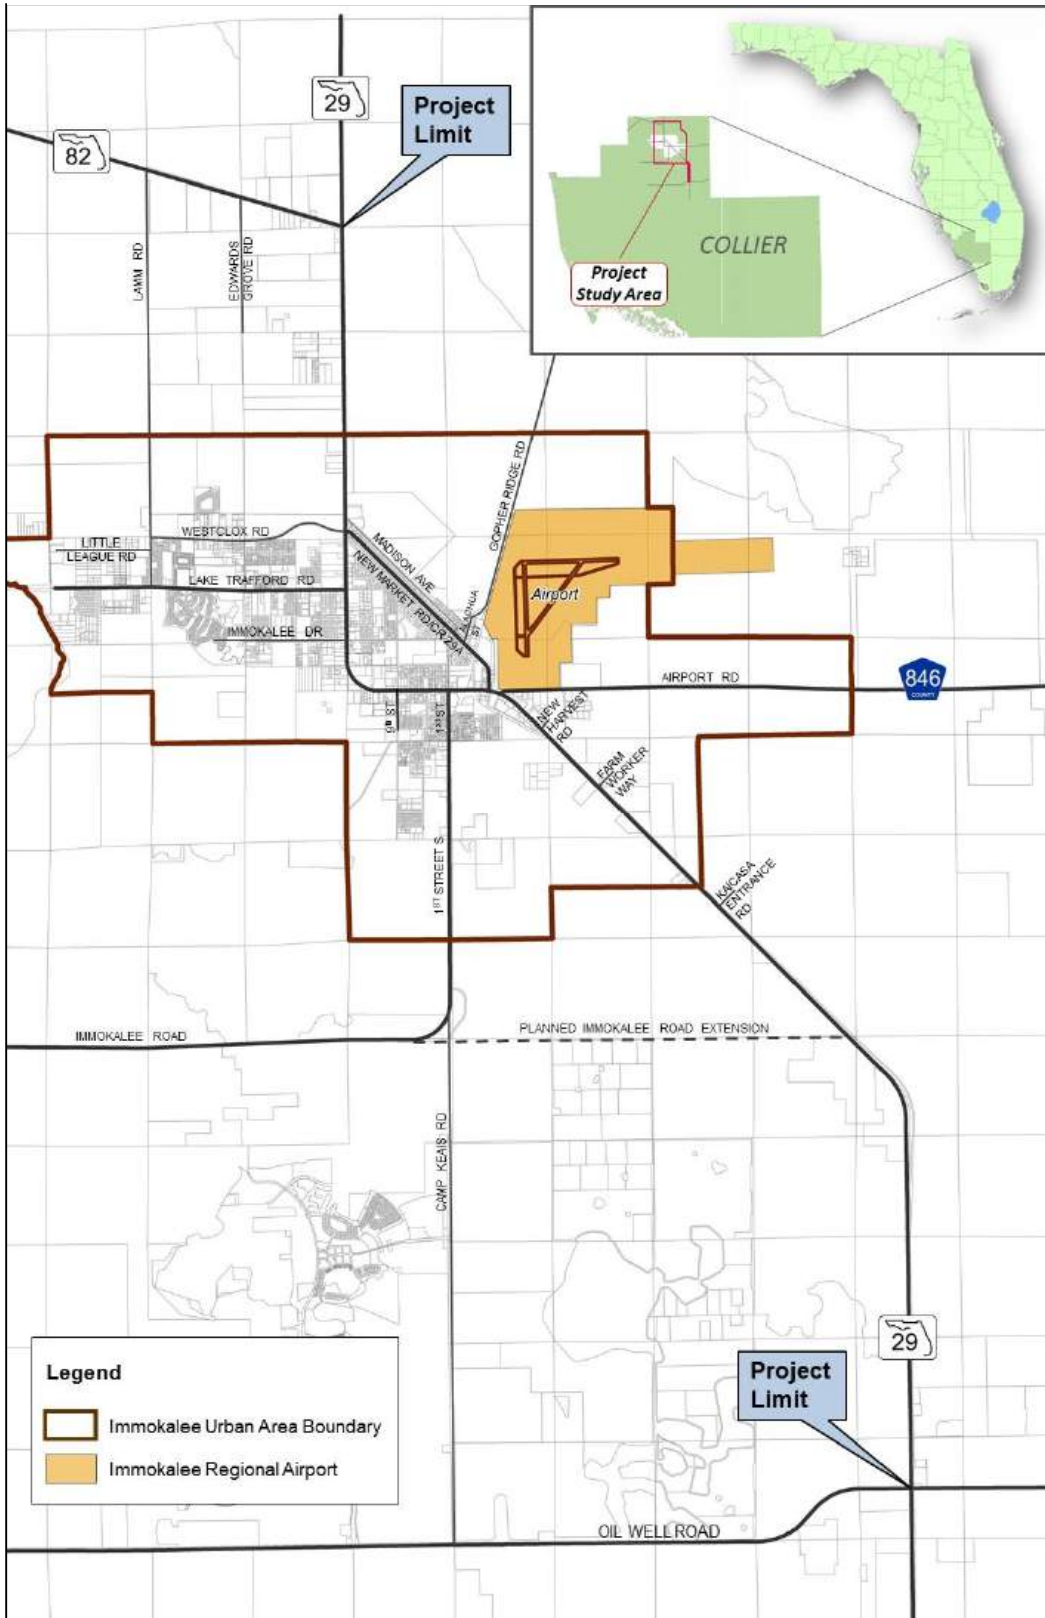 29
Project
Limit
82
COLLIER
Project
Study Area
LAMM RD
EDWARDS
GROVE RD
GOPHER RIDGE RD
WESTCLOX RD
LITTLE
LEAGUE RD
MADISON AVE
NEW MARKET RD/CR 29A
LAKE TRAFFORD RD
Airport
IMMOKALEE DR
ST
AIRPORT RD
846
COUNTY
9TH ST
1ST ST
NEW
HARVEST
RD
FARM
WORKER
WAY
1ST STREET S
KAICASA
ENTRANCE
RD
IMMOKALEE ROAD
PLANNED IMMOKALEE ROAD EXTENSION
CAMP KEAIS RD
29
Project
Limit
Legend
Immokalee Urban Area Boundary
Immokalee Regional Airport
OIL WELL ROAD